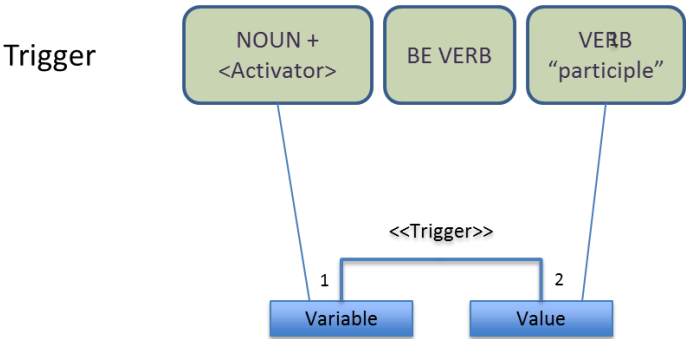 Trigger
NOUN +
<Activator>
BE VERB
VERB
“participle”
<<Trigger>>
1
2
Variable
Value